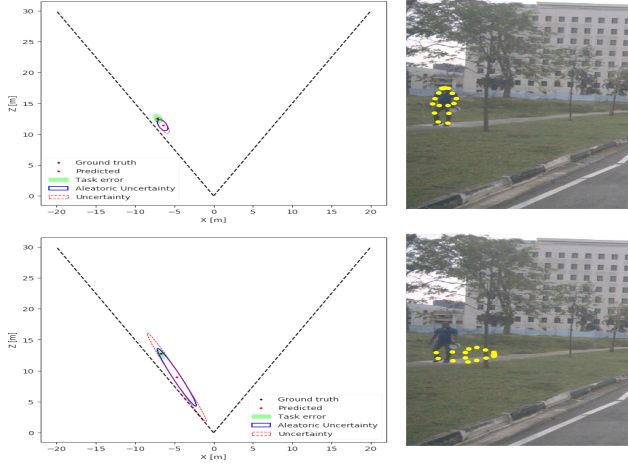 30
25
20
15
10
5
0
Z [m]
Ground truth
Predicted
Task error
Aleatoric Uncertainty
Uncertainty
−20 −15 −10 −5 0 5 10 15 20
X [m]
30
25
20
15
10
5
0
Z [m]
Ground truth
Predicted
Task error
Aleatoric Uncertainty
Uncertainty
−20 −15 −10 −5 0 5 10 15 20
X [m]